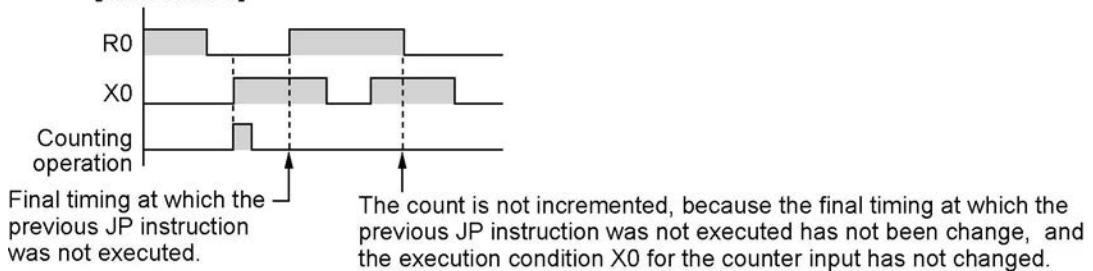 R0
X0
Counting
operation
Final timing at which the
previous JP instruction
was not executed.
The count is not incremented, because the final timing at which the
previous JP instruction was not executed has not been change, and
the execution condition X0 for the counter input has not changed.